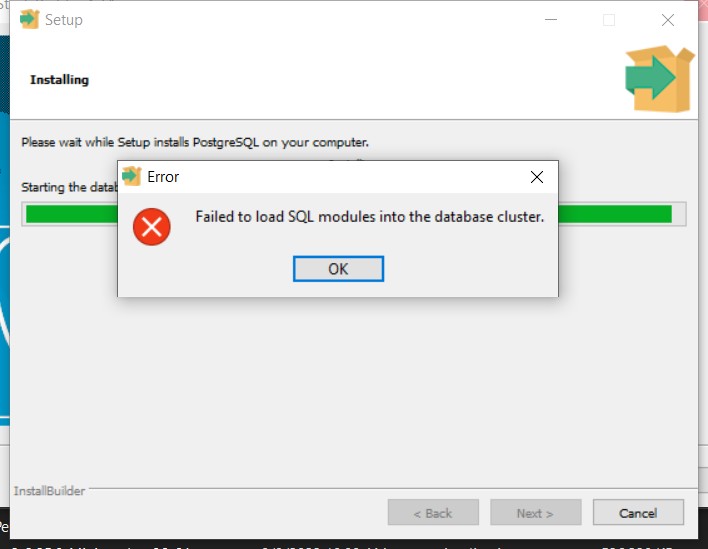 Setup
Installing
Please wait while Setup installs PostgreSQL on your computer.
Error
Starting the datab
Failed to load SQL modules into the database cluster.
OK
InstallBuilder
< Back
Next >
Cancel